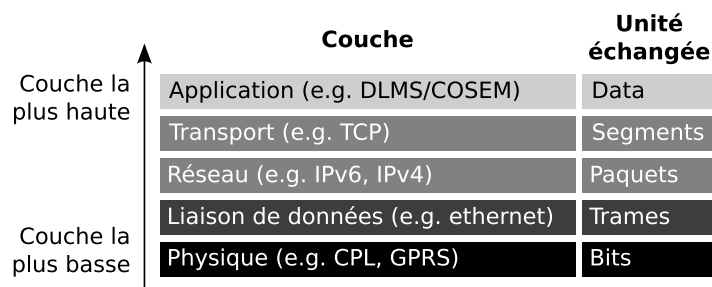 Couche
Unité
échangée
Couche la
plus haute
Application (e.g. DLMS/COSEM)
Data
Transport (e.g. TCP)
Segments
Réseau (e.g. IPv6, IPv4)
Paquets
Liaison de données (e.g. ethernet)
Trames
Couche la
plus basse
Physique (e.g. CPL, GPRS)
Bits